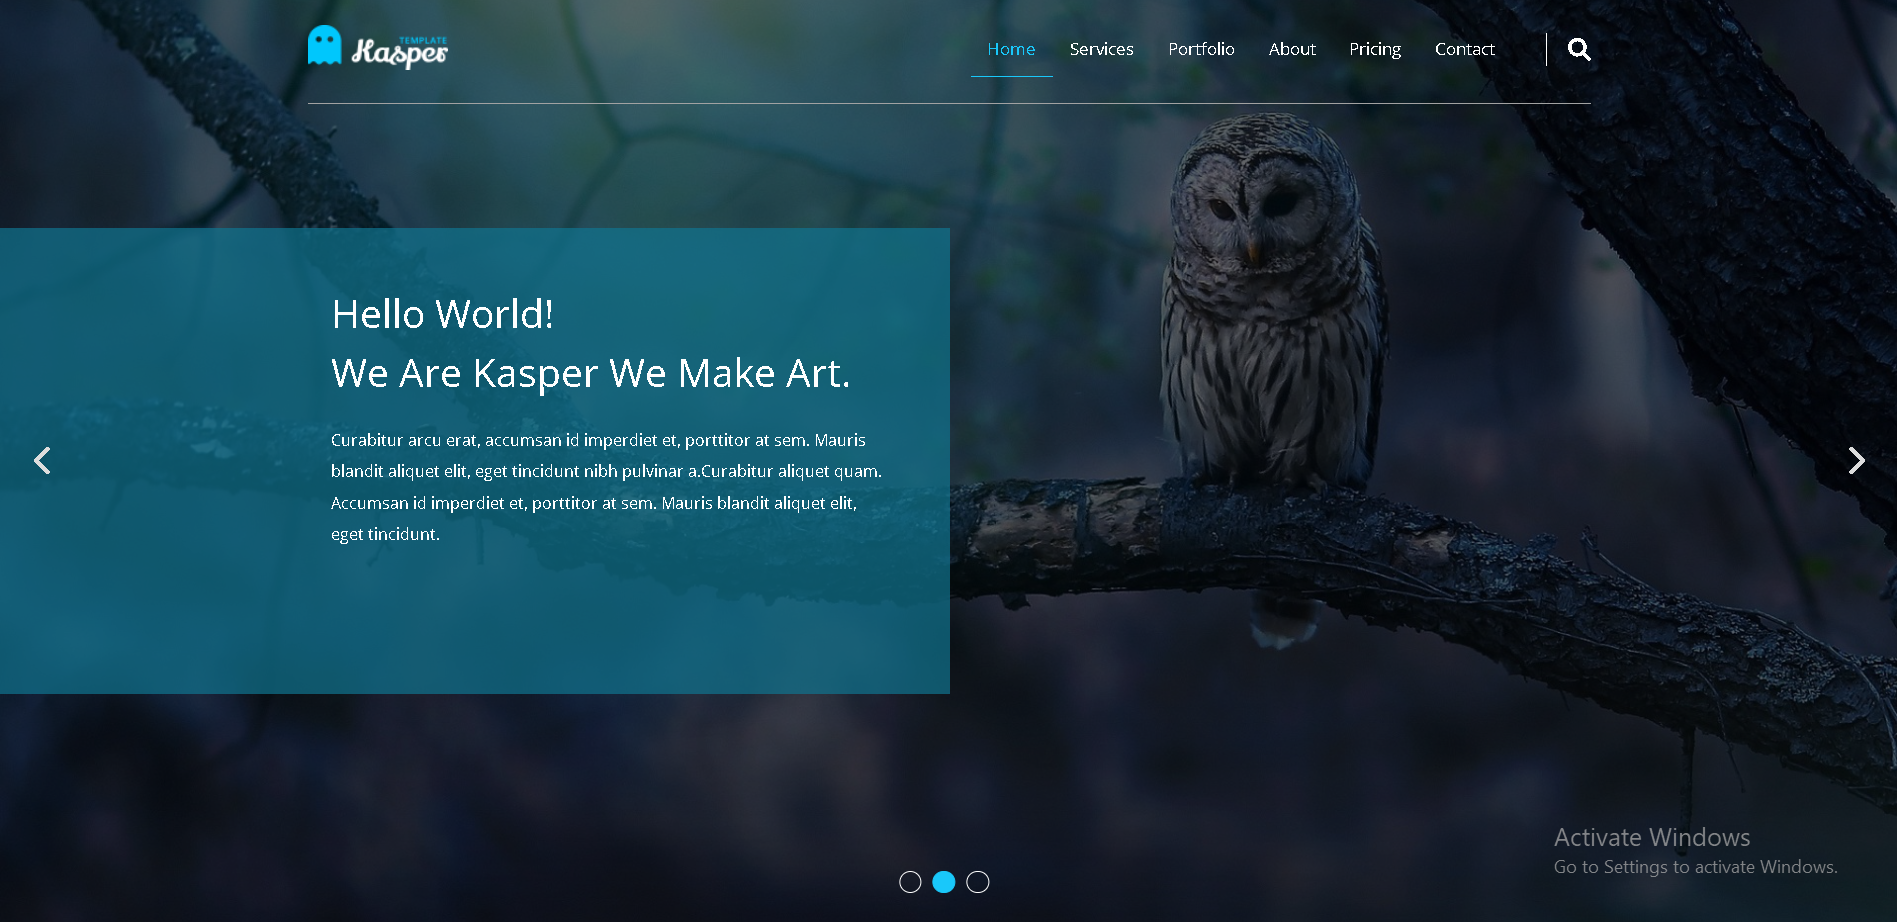 TEMPLATE
Kasper
Home Services Portfolio About Pricing Contact
Hello World!
We Are Kasper We Make Art.
Curabitur arcu erat, accumsan id imperdiet et, porttitor at sem. Mauris
blandit aliquet elit, eget tincidunt nibh pulvinar a.Curabitur aliquet quam.
Accumsan id imperdiet et, porttitor at sem. Mauris blandit aliquet elit,
eget tincidunt.
Activate Windows
Go to Settings to activate Windows.